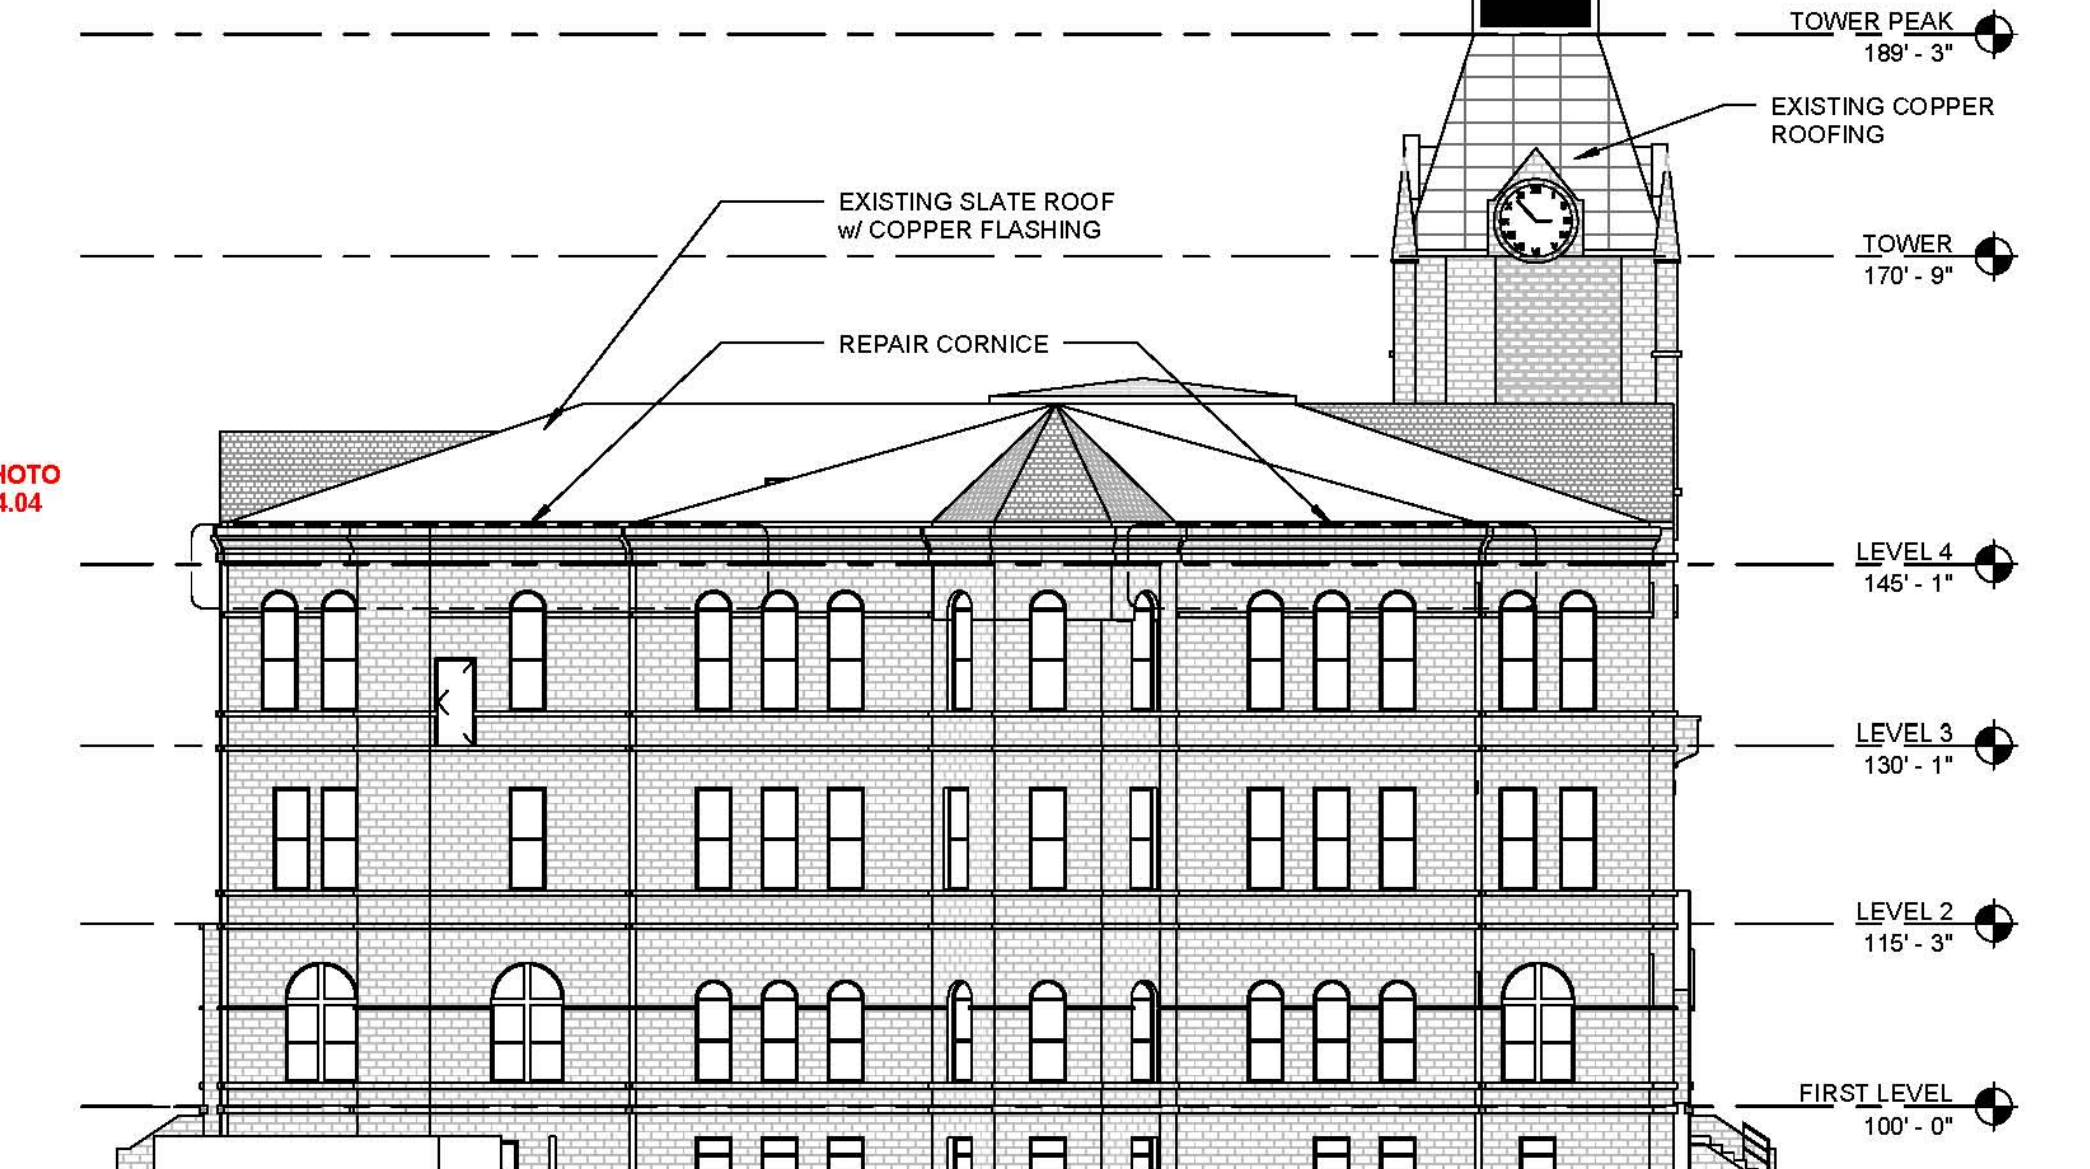 TOWER PEAK
189' - 3"
EXISTING COPPER
ROOFING
EXISTING SLATE ROOF
w/ COPPER FLASHING
TOWER
170' - 9"
REPAIR CORNICE
HOTO
4.04
LEVEL 4
145' - 1"
LEVEL 3
130' - 1"
LEVEL 2
115' - 3"
FIRST LEVEL
100' - 0"